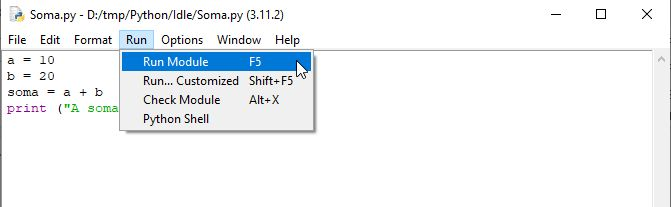 Soma.py - D:/tmp/Python/Idle/Soma.py (3.11.2)
File Edit Format Run Options Window Help
a = 10
b = 20
soma = a + b
print ("A soma
Run Module F5
Run... Customized Shift+F5
Check Module Alt+X
Python Shell